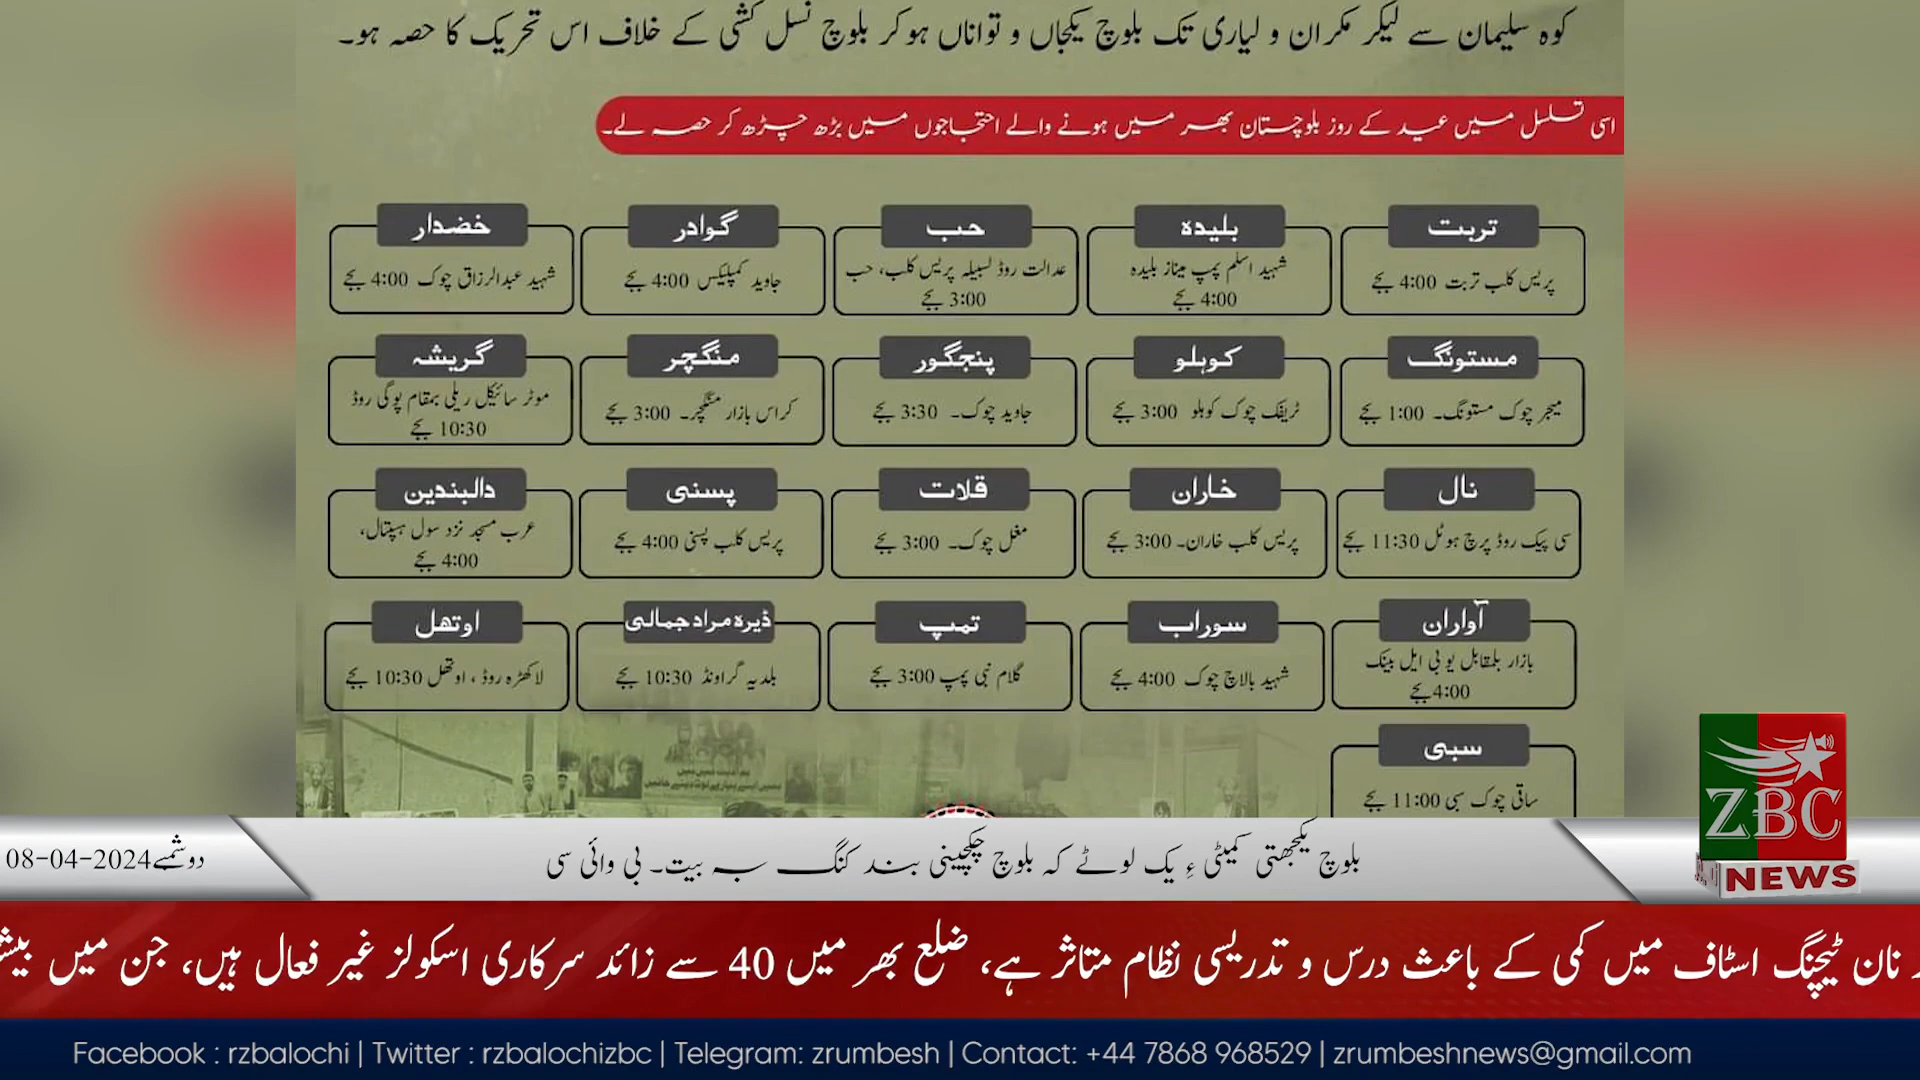 کوہ سلیمان سے لیکر مکران و لیاری تک بلوچ یکجاں و تواناں ہو کر بلوچ نسل کشی کے خلاف اس تحریک کا حصہ ہو۔
اسی تسلسل میں عید کے روز بلوچستان بھر میں ہونے والے احتجاجوں میں بڑھ چڑھ کر حصہ لے۔
تربت
پریس کلب تربت 4:00 بجے
بلیدہ
شہید اسلم پمپ میناز بلیدہ
4:00 بجے
حب
عدالت روڈ لسبیلہ پریس کلب، حب
3:00 بجے
گوادر
جاوید کمپلیکس 4:00 بجے
خضدار
شہید عبدالرزاق چوک 4:00 بجے
مستونگ
میجر چوک مستونگ۔ 1:00 بجے
کوہلو
ٹریفک چوک کوہلو 3:00 بجے
پنجگور
جاوید چوک۔ 3:30 بجے
منگچر
کراس بازار منگچر۔ 3:00 بجے
گریشہ
موٹر سائیکل ریلی بمقام پوگی روڈ
10:30 بجے
نال
سی پیک روڈ پرچ ہوٹل 11:30 بجے
خاران
پریس کلب خاران۔ 3:00 بجے
قلات
مغل چوک۔ 3:00 بجے
پسنی
پریس کلب پسنی 4:00 بجے
دالبندین
عرب مسجد نزد سول ہسپتال،
4:00 بجے
آواران
بازار بلمقابل یو بی ایل بینک
4:00 بجے
سوراب
شہید بالاچ چوک 4:00 بجے
تمپ
گلام نبی پمپ 3:00 بجے
ڈیرہ مراد جمالی
بلدیہ گراونڈ 10:30 بجے
اوتھل
لاکھڑہ روڈ، اوتھل 10:30 بجے
سبی
ساقی چوک سبی 11:00 بجے
ZBC
NEWS
بلوچ یکجھتی کمیٹی ءِ یک لوٹے کہ بلوچ چکچینی بند کنگ بہ بیت۔ بی وائی سی
دوشمبے 08-04-2024
نان ٹیچنگ اسٹاف میں کمی کے باعث درس و تدریسی نظام متاثر ہے، ضلع بھر میں 40 سے زائد سرکاری اسکولز غیر فعال ہیں، جن میں
Facebook : rzbalochi | Twitter : rzbalochizbc | Telegram: zrumbesh | Contact: +44 7868 968529 | zrumbeshnews@gmail.com